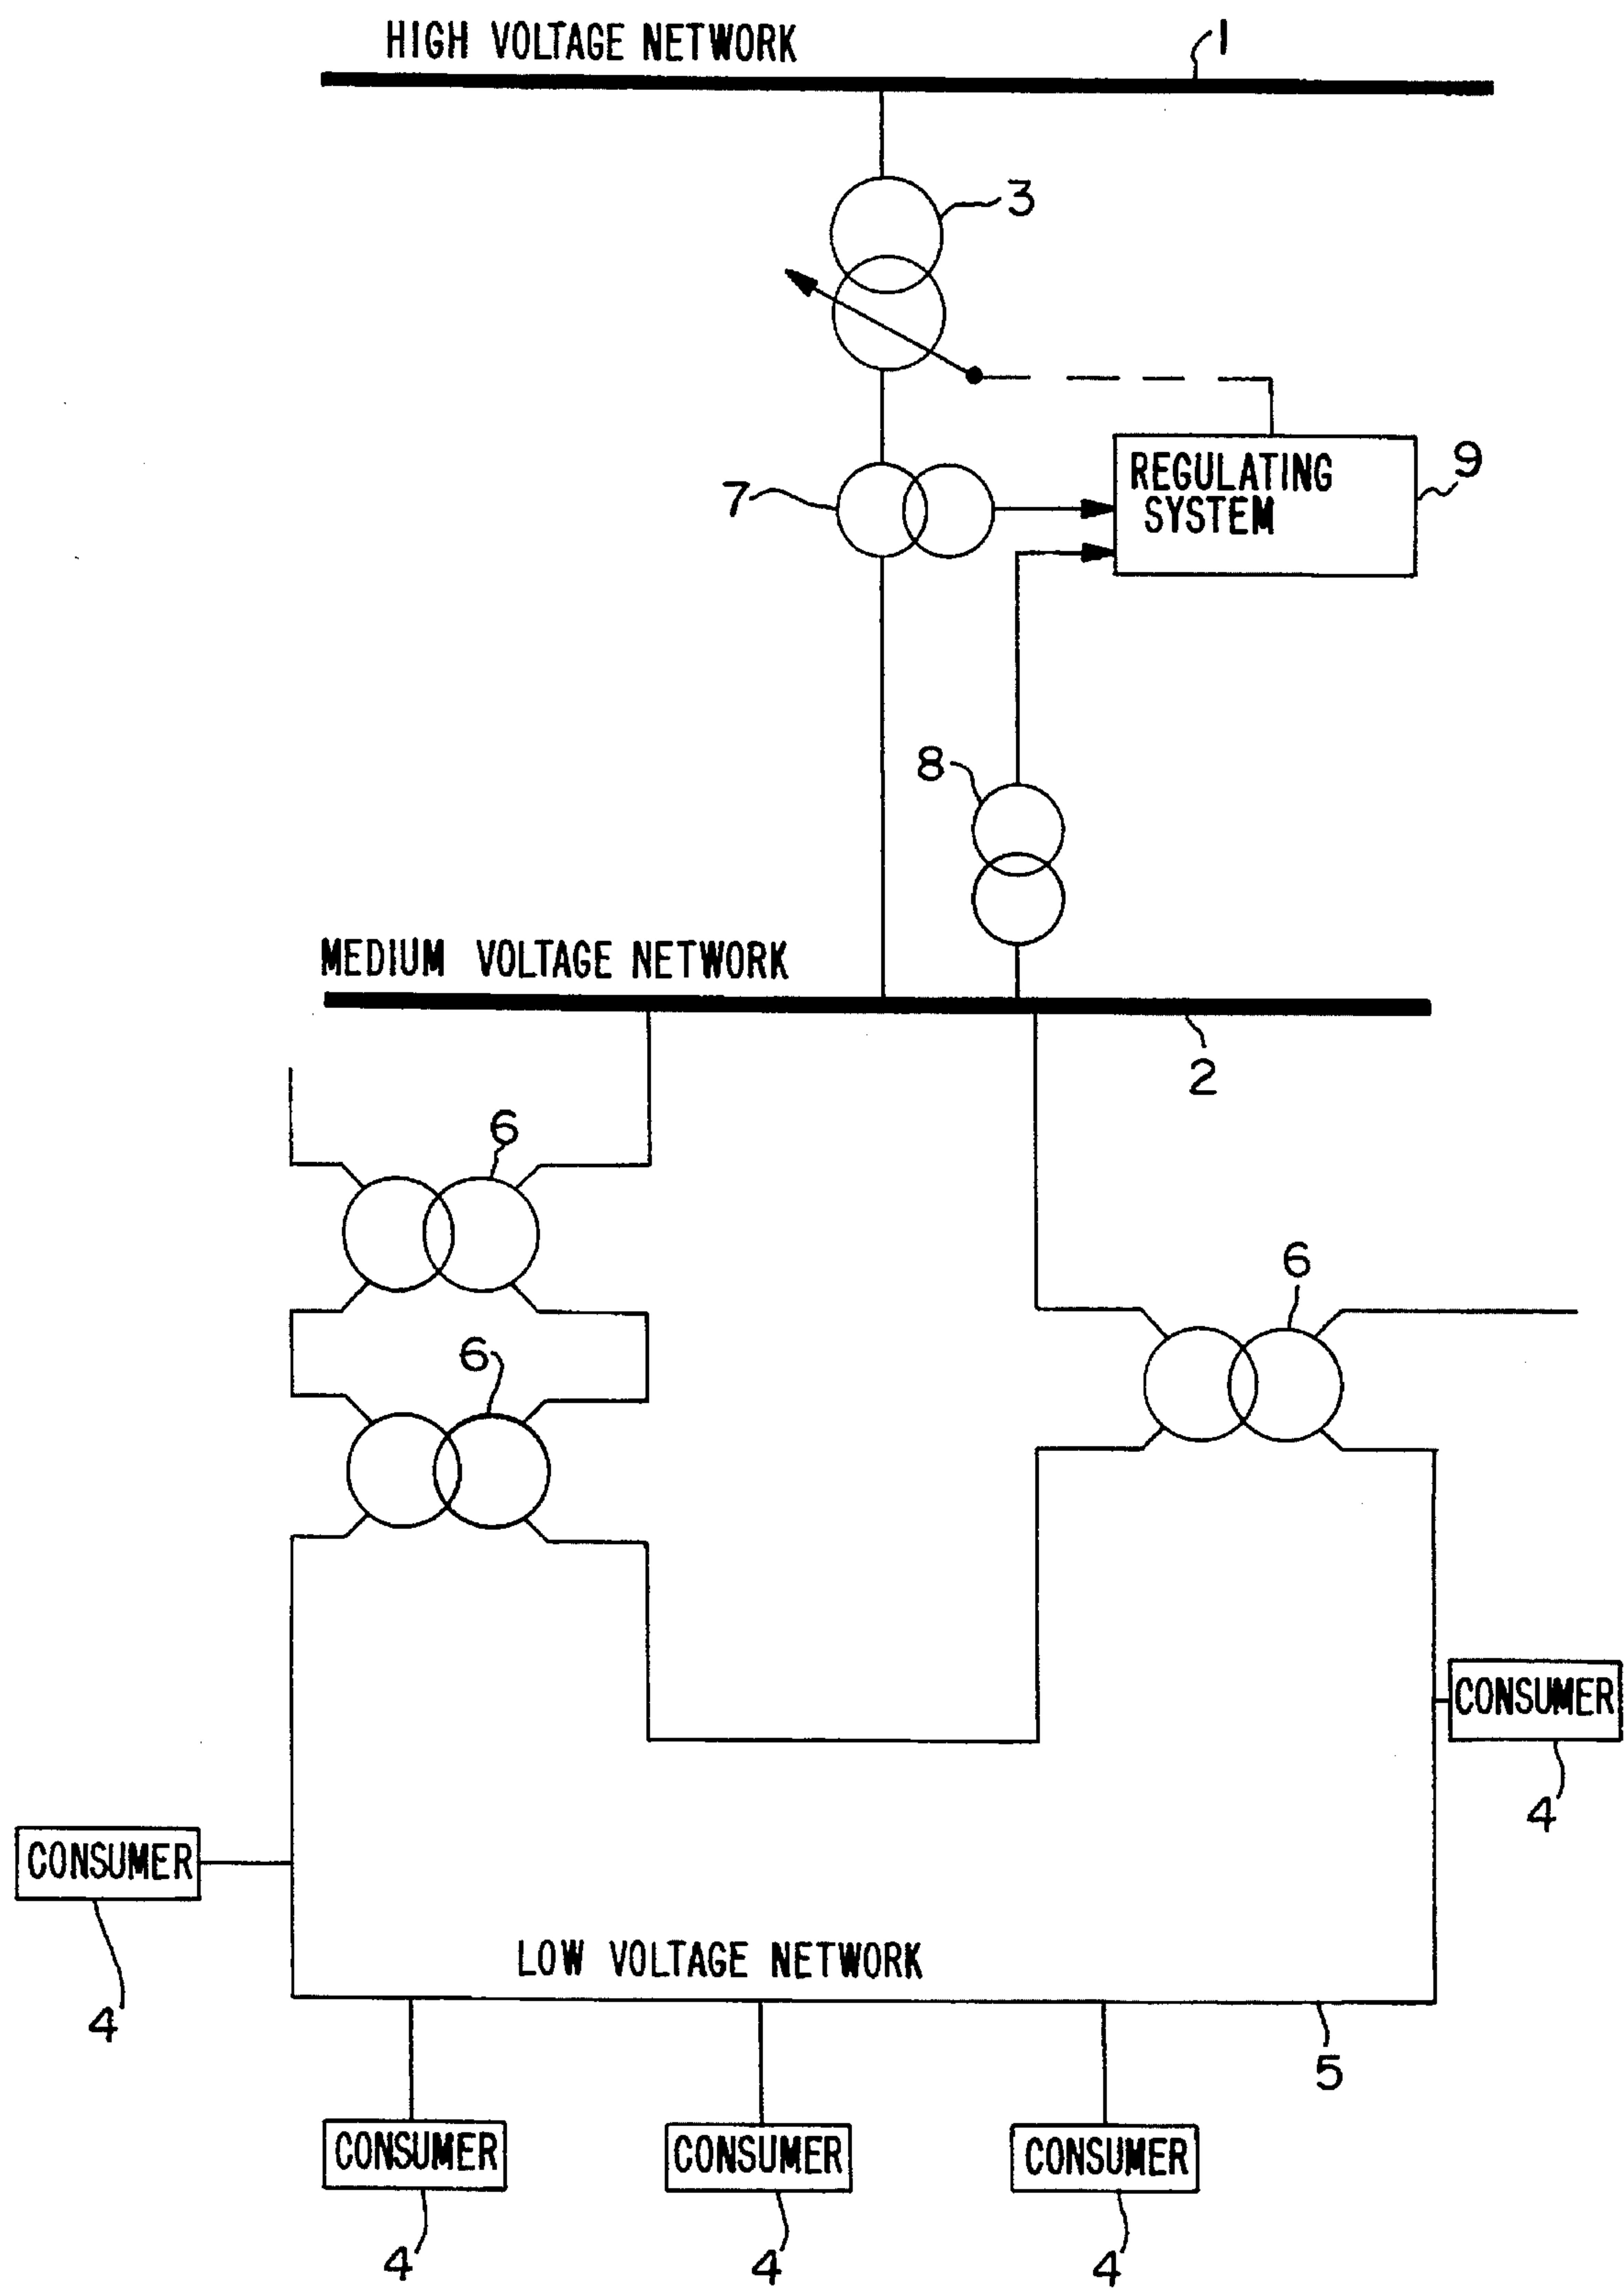 HIGH VOLTAGE NETWORK
1
3
REGULATING
SYSTEM
9
7
8
MEDIUM VOLTAGE NETWORK
2
6
6
6
CONSUMER
4
CONSUMER
4
LOW VOLTAGE NETWORK
5
CONSUMER
CONSUMER
CONSUMER
4
4
4